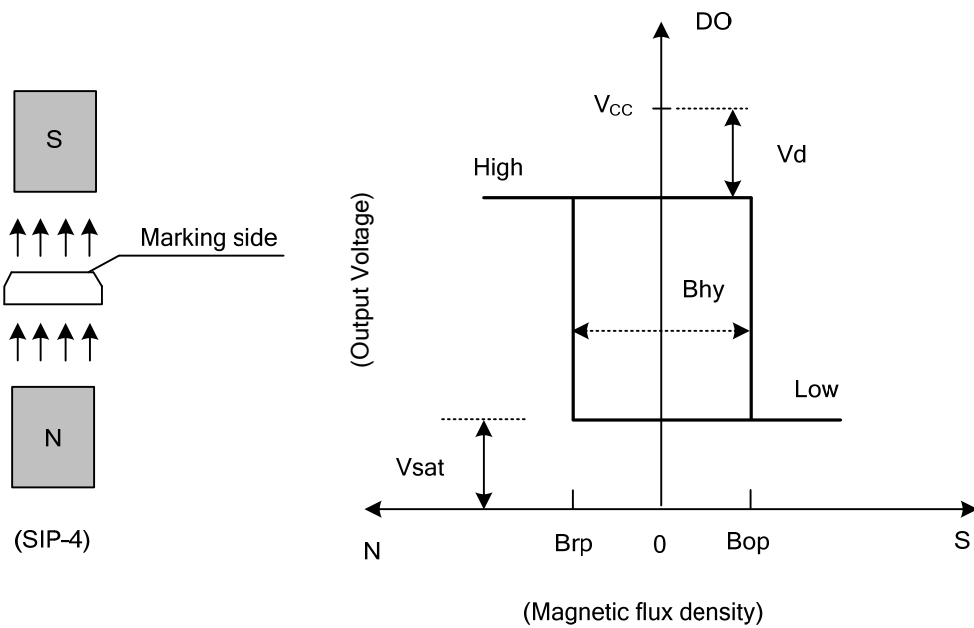 S
Marking side
N
(SIP-4)
DO
VCC
Vd
High
(Output Voltage)
Bhy
Low
Vsat
N
Brp
0
Bop
S
(Magnetic flux density)